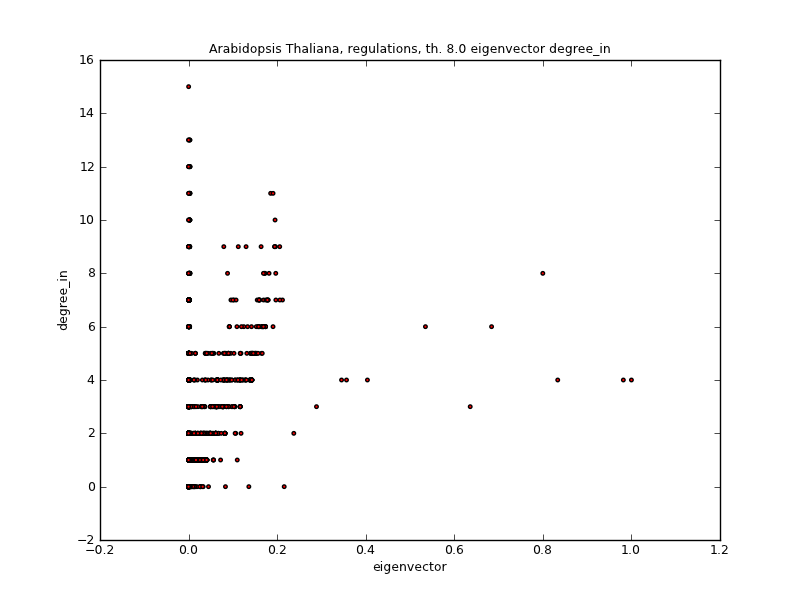 Arabidopsis Thaliana, regulations, th. 8.0 eigenvector degree_in
16
14
12
10
8
6
4
2
0
−2
degree_in
−0.2 0.0 0.2 0.4 0.6 0.8 1.0 1.2
eigenvector